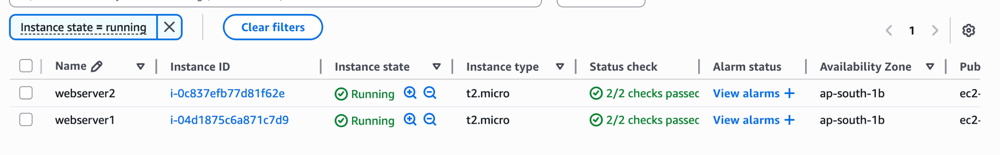 Instance state = running
Clear filters
1
Name Instance ID Instance state Instance type Status check Alarm status Availability Zone Pub
webserver2 i-0c837efb77d81f62e Running t2.micro 2/2 checks passec View alarms + ap-south-1b ec2-
webserver1 i-04d1875c6a871c7d9 Running t2.micro 2/2 checks passec View alarms + ap-south-1b ec2-